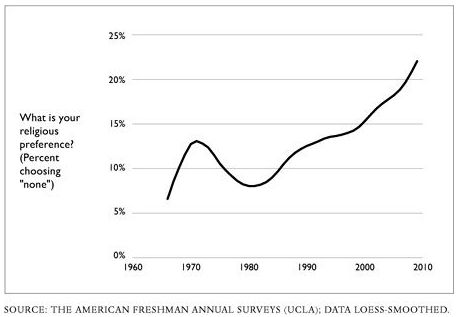 25%
20%
What is your
religious
preference?
(Percent
choosing
"none")
15%
10%
5%
0%
1960 1970 1980 1990 2000 2010
SOURCE: THE AMERICAN FRESHMAN ANNUAL SURVEYS (UCLA); DATA LOESS-SMOOTHED.